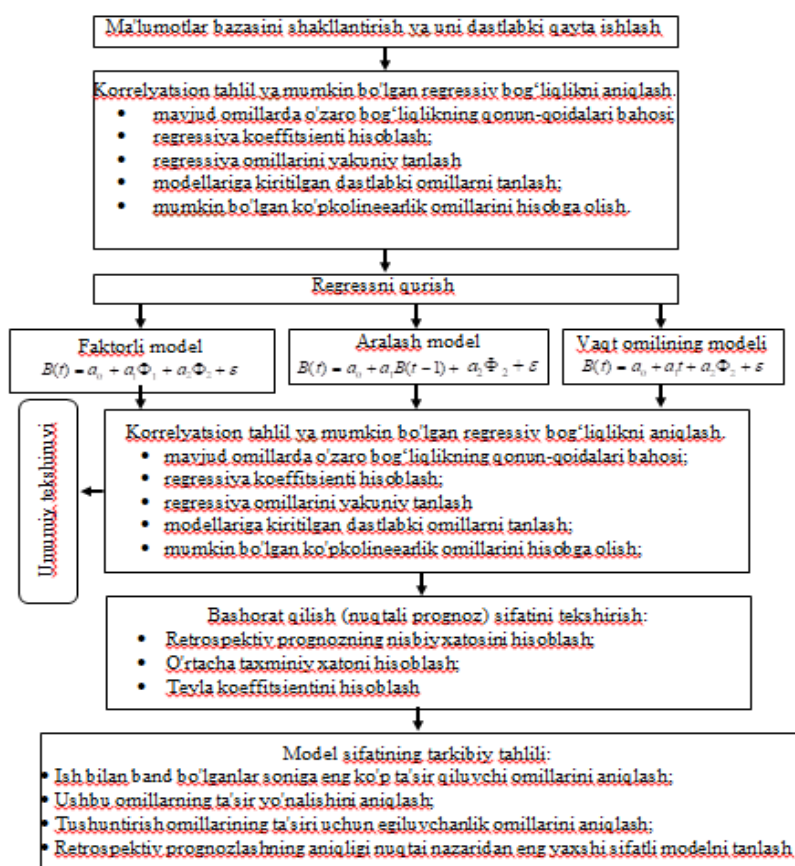 Ma'lumotlar bazasini shakllantirish ya uni dastlabki qayta ishlash
Korrelyatsion tahlil ya mumkin bo'lgan regressiv bog‘liqlikni aniqlash.
• mavjud omillarda o'zaro bog‘liqlikning qonun-qoidalari bahosi;
• regressiya koeffitsienti hisoblash;
• regressiya omillarini yakuniy tanlash
• modellariga kiritilgan dastlabki omillarni tanlash;
• mumkin bo'lgan ko'pkolineearlik omillarini hisobga olish.
Regressni qurish
Faktorli model
B(t) = a₀ + a₁Φ₁ + a₂Φ₂ + ε
Aralash model
B(t) = a₀ + a₁B(t−1) + a₂Φ₂ + ε
Vaqt omilining modeli
B(t) = a₀ + a₁t + a₂Φ₂ + ε
Umumiy tekshiruvi
Korrelyatsion tahlil ya mumkin bo'lgan regressiv bog‘liqlikni aniqlash.
• mavjud omillarda o'zaro bog‘liqlikning qonun-qoidalari bahosi;
• regressiya koeffitsienti hisoblash;
• regressiya omillarini yakuniy tanlash
• modellariga kiritilgan dastlabki omillarni tanlash;
• mumkin bo'lgan ko'pkolineearlik omillarini hisobga olish;
Bashorat qilish (nuqtali prognoz) sifatini tekshirish:
• Retrospektiv prognozning nisbiyxatosini hisoblash;
• O'rtacha taxminiy xatoni hisoblash;
• Teyla koeffitsientini hisoblash
Model sifatining tarkibiy tahlili:
• Ish bilan band bo'lganlar soniga eng ko'p ta'sir qiluvchi omillarini aniqlash;
• Ushbu omillarning ta'sir yo'nalishini aniqlash;
• Tushuntirish omillarining ta'siri uchun egiluvchanlik omillarini aniqlash;
• Retrospektiv prognozlashning aniqligi nuqtai nazaridan eng yaxshi sifatli modelni tanlash